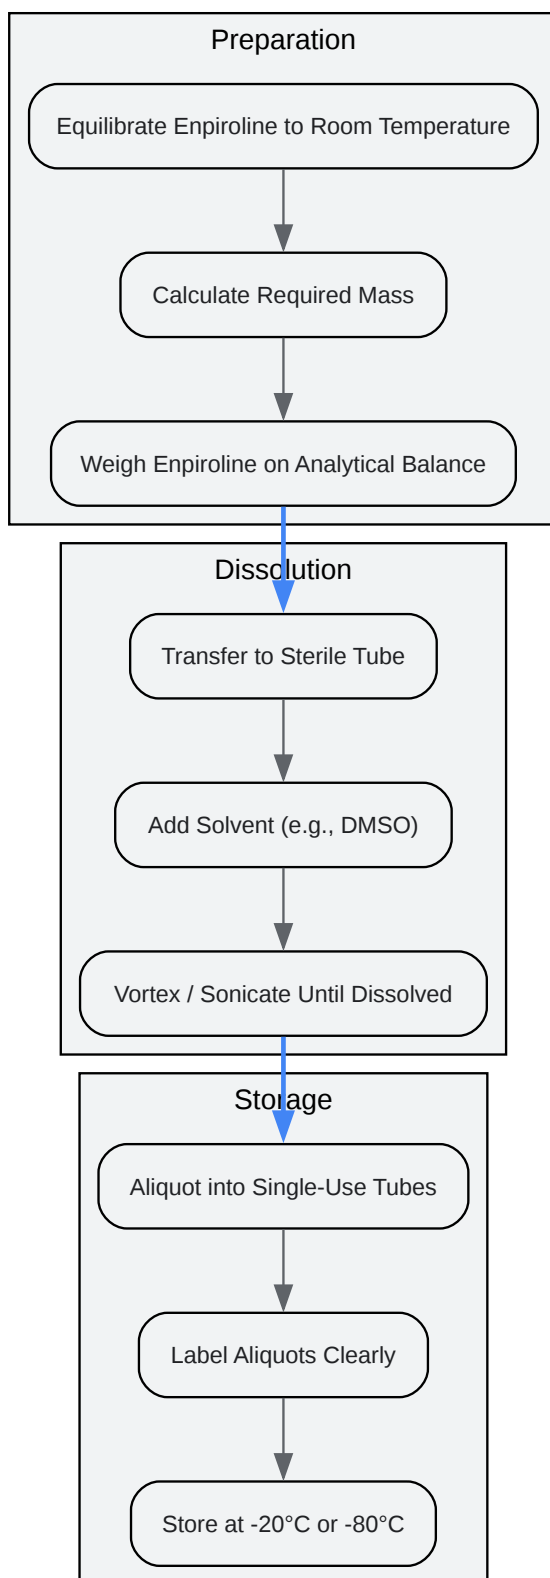 Preparation
Equilibrate Enpiroline to Room Temperature
Calculate Required Mass
Weigh Enpiroline on Analytical Balance
Dissolution
Transfer to Sterile Tube
Add Solvent (e.g., DMSO)
Vortex / Sonicate Until Dissolved
Storage
Aliquot into Single-Use Tubes
Label Aliquots Clearly
Store at -20°C or -80°C